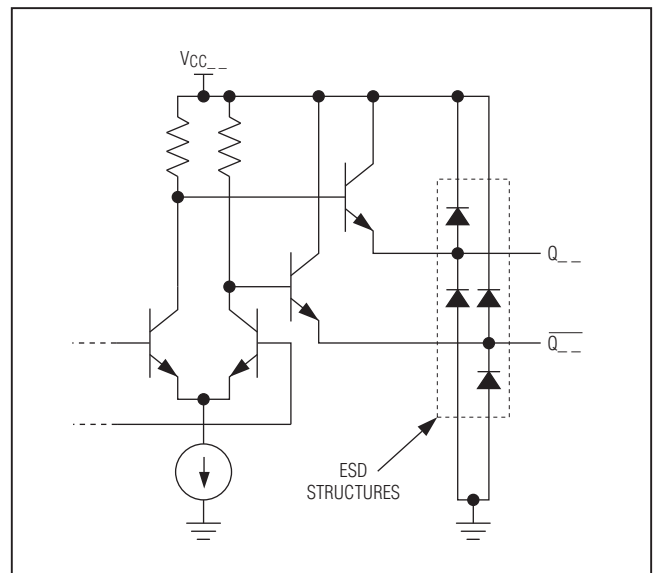 VCC_ _
Q_ _
Q_ _
ESD
STRUCTURES